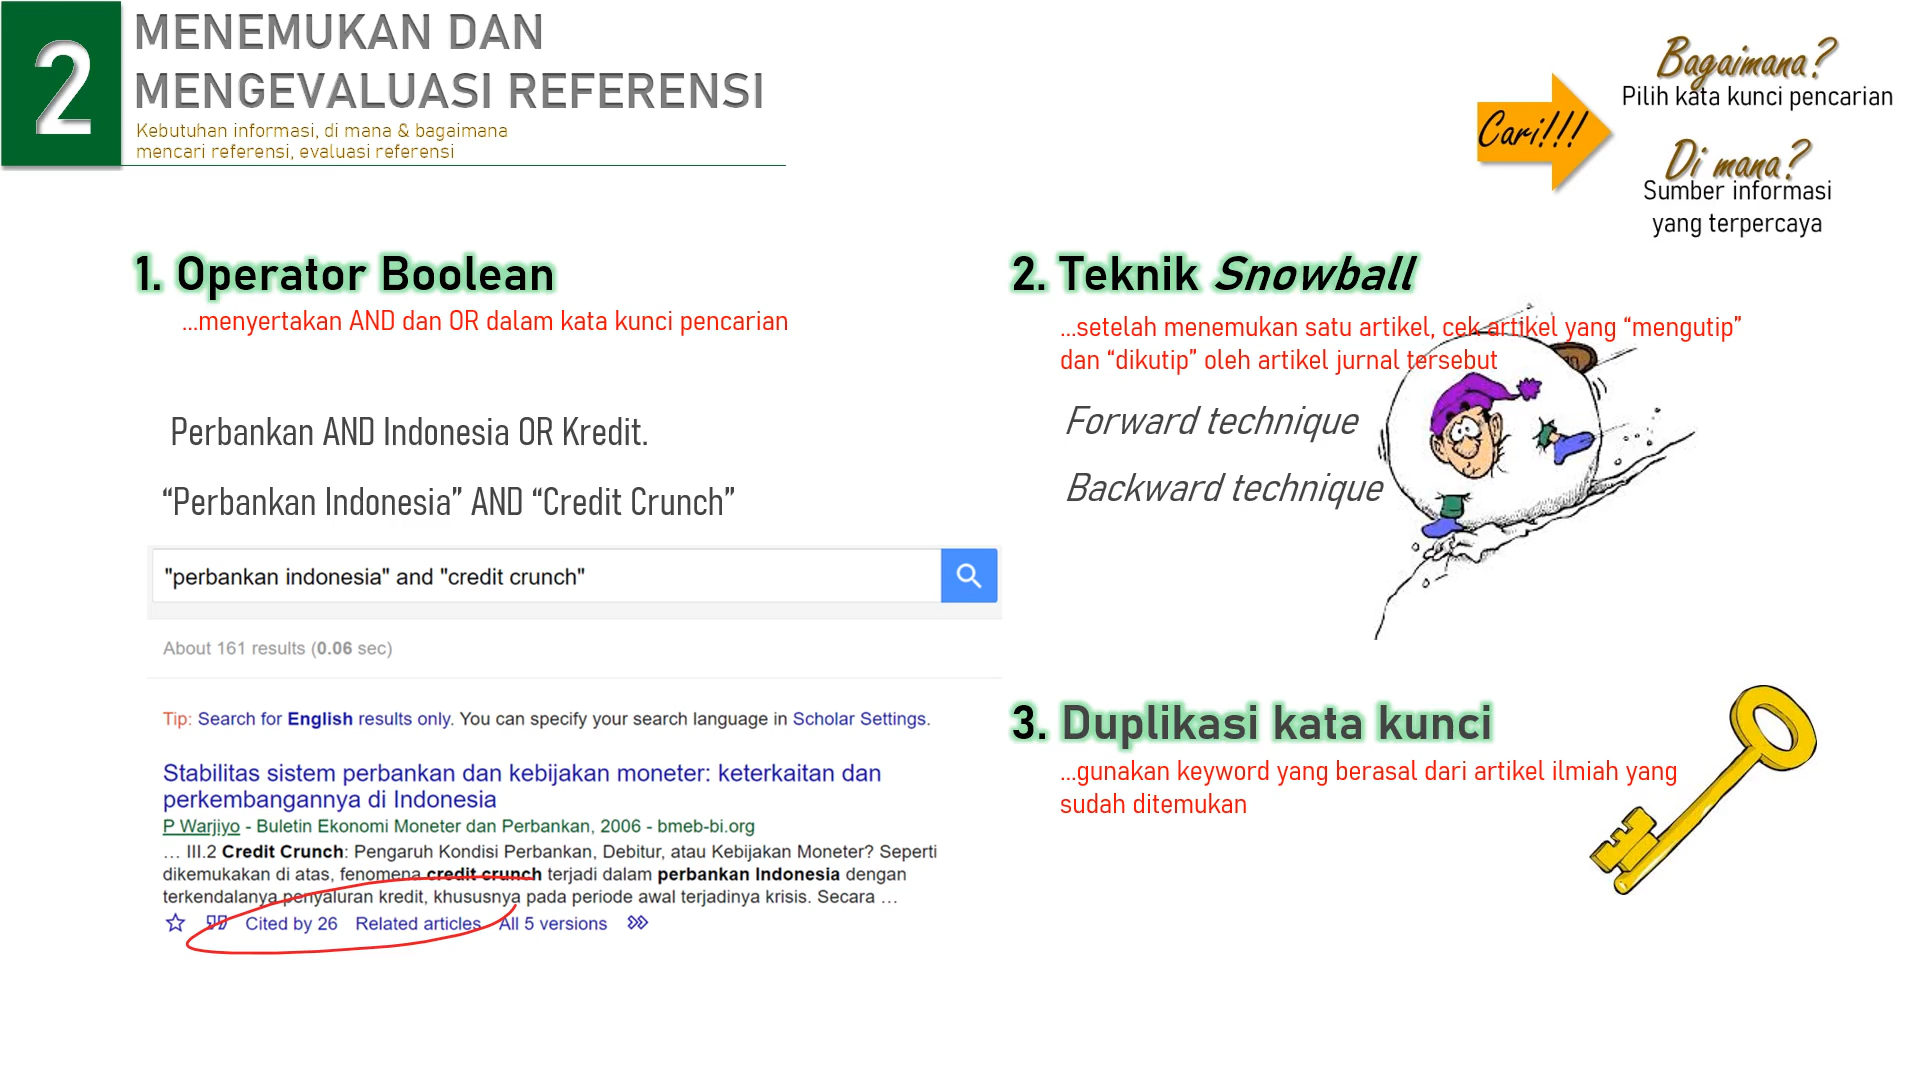 2
MENEMUKAN DAN
MENGEVALUASI REFERENSI
Kebutuhan informasi, di mana & bagaimana
mencari referensi, evaluasi referensi
Cari!!!
Bagaimana?
Pilih kata kunci pencarian
Di mana?
Sumber informasi
yang terpercaya
1. Operator Boolean
...menyertakan AND dan OR dalam kata kunci pencarian
Perbankan AND Indonesia OR Kredit.
“Perbankan Indonesia” AND “Credit Crunch”
"perbankan indonesia" and "credit crunch"
About 161 results (0.06 sec)
Tip: Search for English results only. You can specify your search language in Scholar Settings.
Stabilitas sistem perbankan dan kebijakan moneter: keterkaitan dan
perkembangannya di Indonesia
P Warjiyo - Buletin Ekonomi Moneter dan Perbankan, 2006 - bmeb-bi.org
… III.2 Credit Crunch: Pengaruh Kondisi Perbankan, Debitur, atau Kebijakan Moneter? Seperti
dikemukakan di atas, fenomena credit crunch terjadi dalam perbankan Indonesia dengan
terkendalanya penyaluran kredit, khususnya pada periode awal terjadinya krisis. Secara …
Cited by 26 Related articles All 5 versions
2. Teknik Snowball
...setelah menemukan satu artikel, cek artikel yang “mengutip”
dan “dikutip” oleh artikel jurnal tersebut
Forward technique
Backward technique
3. Duplikasi kata kunci
...gunakan keyword yang berasal dari artikel ilmiah yang
sudah ditemukan